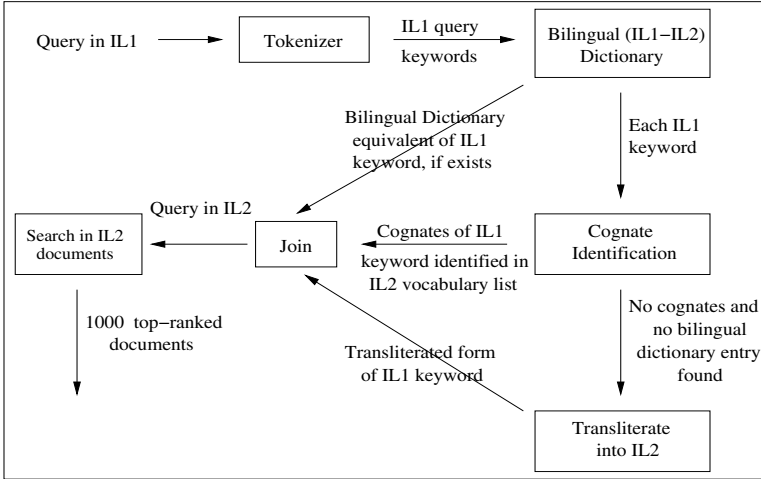 Query in IL1
Tokenizer
IL1 query
keywords
Bilingual (IL1−IL2)
Dictionary
Bilingual Dictionary
equivalent of IL1
keyword, if exists
Each IL1
keyword
Query in IL2
Search in IL2
documents
Join
Cognates of IL1
keyword identified in
IL2 vocabulary list
Cognate
Identification
1000 top−ranked
documents
Transliterated form
of IL1 keyword
No cognates and
no bilingual
dictionary entry
found
Transliterate
into IL2